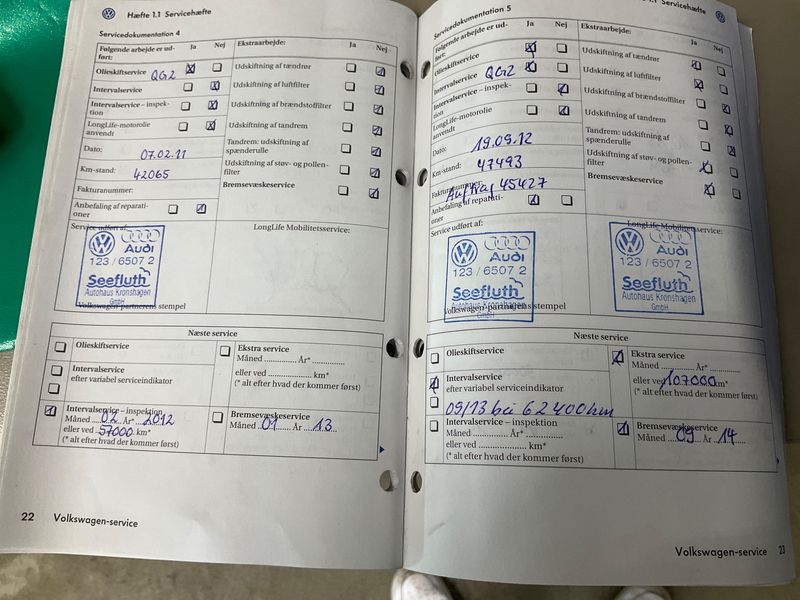 Hæfte 1.1 Servicehæfte
Servicedokumentation 4
Følgende arbejde er udført: Ja Nej
Ekstraarbejde: Ja Nej
Olieskiftservice QG2
Udskiftning af tændrør
Intervalservice
Udskiftning af luftfilter
Intervalservice – inspektion
Udskiftning af brændstoffilter
LongLife-motorolie anvendt
Udskiftning af tandrem
Dato: 07.02.11
Tandrem: udskiftning af spænderulle
Km-stand: 42065
Udskiftning af støv- og pollenfilter
Fakturanummer:
Bremsevæskeservice
Anbefaling af reparationer
Service udført af:
LongLife Mobilitetsservice:
Audi
123 / 6507 2
Seefluth
Autohaus Kronshagen
GmbH
Volkswagen-partnerens stempel
Næste service
Olieskiftservice
Ekstra service
Måned .............. År* ..............
eller ved .................. km*
(* alt efter hvad der kommer først)
Intervalservice
efter variabel serviceindikator
Intervalservice – inspektion
Måned 02 År* 2012
eller ved 57000 km*
(* alt efter hvad der kommer først)
Bremsevæskeservice
Måned 01 År 13
22 Volkswagen-service
1.1 Servicehæfte
Servicedokumentation 5
Følgende arbejde er udført: Ja Nej
Ekstraarbejde: Ja Nej
Olieskiftservice
Udskiftning af tændrør
Intervalservice QG2
Udskiftning af luftfilter
Intervalservice – inspektion
Udskiftning af brændstoffilter
LongLife-motorolie anvendt
Udskiftning af tandrem
Dato: 19.09.12
Tandrem: udskiftning af spænderulle
Km-stand: 47493
Udskiftning af støv- og pollenfilter
Fakturanummer: Auftrag 45427
Bremsevæskeservice
Anbefaling af reparationer
Service udført af:
LongLife Mobilitetsservice:
Audi
123 / 6507 2
Seefluth
Autohaus Kronshagen
GmbH
Audi
123 / 6507 2
Seefluth
Autohaus Kronshagen
GmbH
Volkswagen-partnerens stempel
Næste service
Olieskiftservice
Ekstra service
Måned .............. År* ..............
eller ved 107000 km*
(* alt efter hvad der kommer først)
Intervalservice
efter variabel serviceindikator
09/13 bei 62400 km
Intervalservice – inspektion
Måned .............. År* ..............
eller ved .................. km*
(* alt efter hvad der kommer først)
Bremsevæskeservice
Måned 09 År 14
Volkswagen-service 23